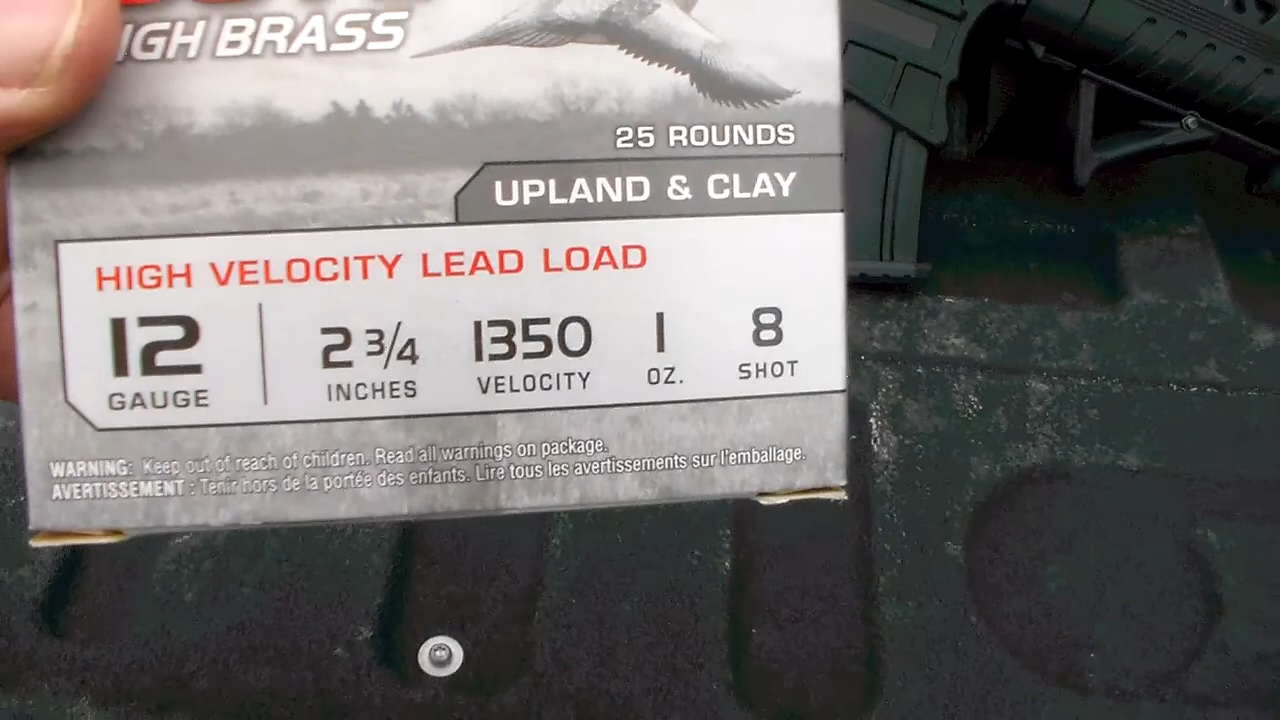 HIGH BRASS
25 ROUNDS
UPLAND & CLAY
HIGH VELOCITY LEAD LOAD
12 2 3/4 1350 1 8
GAUGE INCHES VELOCITY OZ. SHOT
WARNING: Keep out of reach of children. Read all warnings on package.
AVERTISSEMENT : Tenir hors de la portée des enfants. Lire tous les avertissements sur l'emballage.